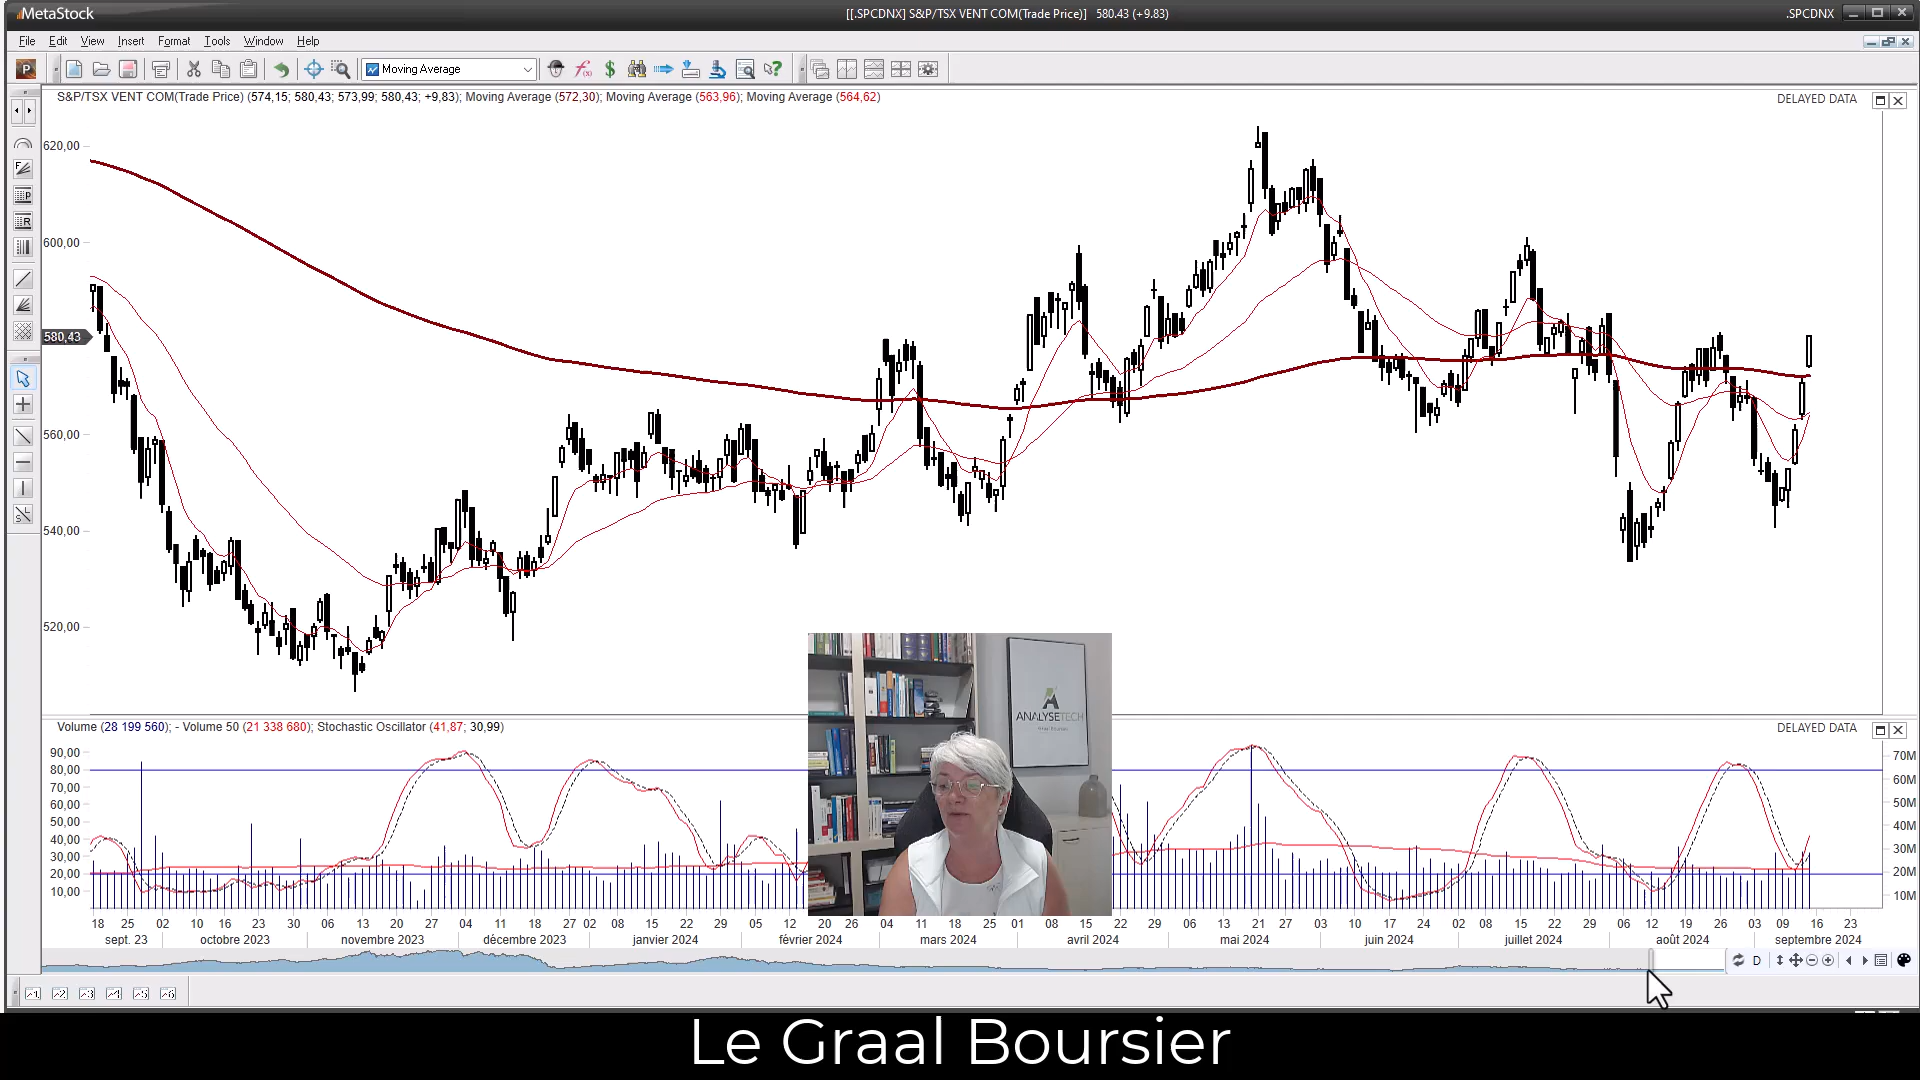 MetaStock
[[.SPCDNX] S&P/TSX VENT COM(Trade Price)] 580.43 (+9.83)
.SPCDNX
File Edit View Insert Format Tools Window Help
Moving Average
S&P/TSX VENT COM(Trade Price) (574,15; 580,43; 573,99; 580,43; +9,83); Moving Average (572,30); Moving Average (563,96); Moving Average (564,62)
DELAYED DATA
620,00
600,00
580,43
560,00
540,00
520,00
ANALYSETECH
Volume (28 199 560); - Volume 50 (21 338 680); Stochastic Oscillator (41,87; 30,99)
DELAYED DATA
90,00
80,00
70,00
60,00
50,00
40,00
30,00
20,00
10,00
70M
60M
50M
40M
30M
20M
10M
18 25 02 10 16 23 30 06 13 20 27 04 11 18 27 02 08 15 22 29 05 12 20 26 04 11 18 25 01 08 15 22 29 06 13 21 27 03 10 17 24 02 08 15 22 29 06 12 19 26 03 09 16 23
sept. 23 octobre 2023 novembre 2023 décembre 2023 janvier 2024 février 2024 mars 2024 avril 2024 mai 2024 juin 2024 juillet 2024 août 2024 septembre 2024
D
Le Graal Boursier